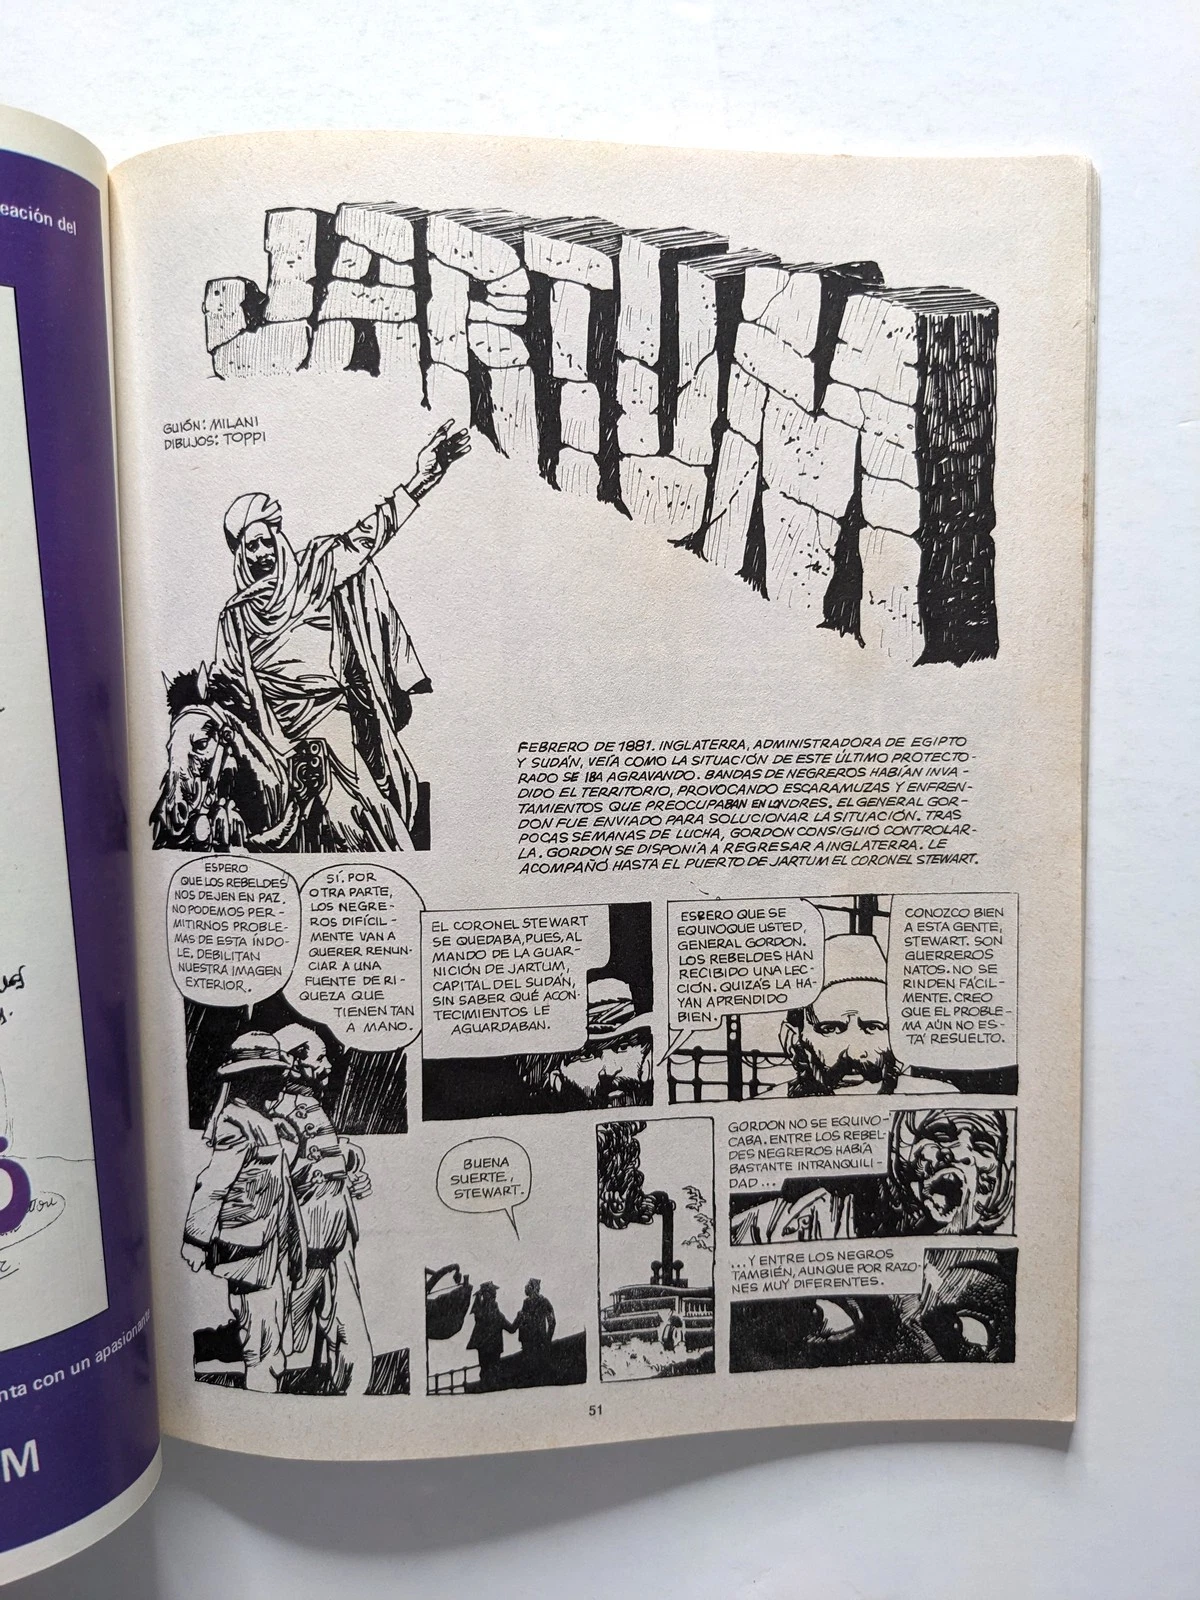 eación del
nta con un apasionante
M
JARTUM
GUIÓN: MILANI
DIBUJOS: TOPPI
FEBRERO DE 1881. INGLATERRA, ADMINISTRADORA DE EGIPTO
Y SUDÁN, VEÍA COMO LA SITUACIÓN DE ESTE ÚLTIMO PROTECTO-
RADO SE IBA AGRAVANDO. BANDAS DE NEGREROS HABÍAN INVA-
DIDO EL TERRITORIO, PROVOCANDO ESCARAMUZAS Y ENFREN-
TAMIENTOS QUE PREOCUPABAN EN LONDRES. EL GENERAL GOR-
DON FUE ENVIADO PARA SOLUCIONAR LA SITUACIÓN. TRAS
POCAS SEMANAS DE LUCHA, GORDON CONSIGUIÓ CONTROLAR-
LA. GORDON SE DISPONÍA A REGRESAR A INGLATERRA. LE
ACOMPAÑÓ HASTA EL PUERTO DE JARTUM EL CORONEL STEWART.
ESPERO
QUE LOS REBELDES
NOS DEJEN EN PAZ.
NO PODEMOS PER-
MITIRNOS PROBLE-
MAS DE ESTA ÍNDO-
LE. DEBILITAN
NUESTRA IMAGEN
EXTERIOR.
SÍ. POR
OTRA PARTE,
LOS NEGRE-
ROS DIFÍCIL-
MENTE VAN A
QUERER RENUN-
CIAR A UNA
FUENTE DE RI-
QUEZA QUE
TIENEN TAN
A MANO.
EL CORONEL STEWART
SE QUEDABA, PUES, AL
MANDO DE LA GUAR-
NICIÓN DE JARTUM,
CAPITAL DEL SUDÁN,
SIN SABER QUÉ ACON-
TECIMIENTOS LE
AGUARDABAN.
ESPERO QUE SE
EQUIVOQUE USTED,
GENERAL GORDON.
LOS REBELDES HAN
RECIBIDO UNA LEC-
CIÓN. QUIZÁS LA HA-
YAN APRENDIDO
BIEN.
CONOZCO BIEN
A ESTA GENTE,
STEWART. SON
GUERREROS
NATOS. NO SE
RINDEN FÁCIL-
MENTE. CREO
QUE EL PROBLE-
MA AÚN NO ES-
TÁ RESUELTO.
BUENA
SUERTE,
STEWART.
GORDON NO SE EQUIVO-
CABA. ENTRE LOS REBEL-
DES NEGREROS HABÍA
BASTANTE INTRANQUILI-
DAD...
...Y ENTRE LOS NEGROS
TAMBIÉN, AUNQUE POR RAZO-
NES MUY DIFERENTES.
51